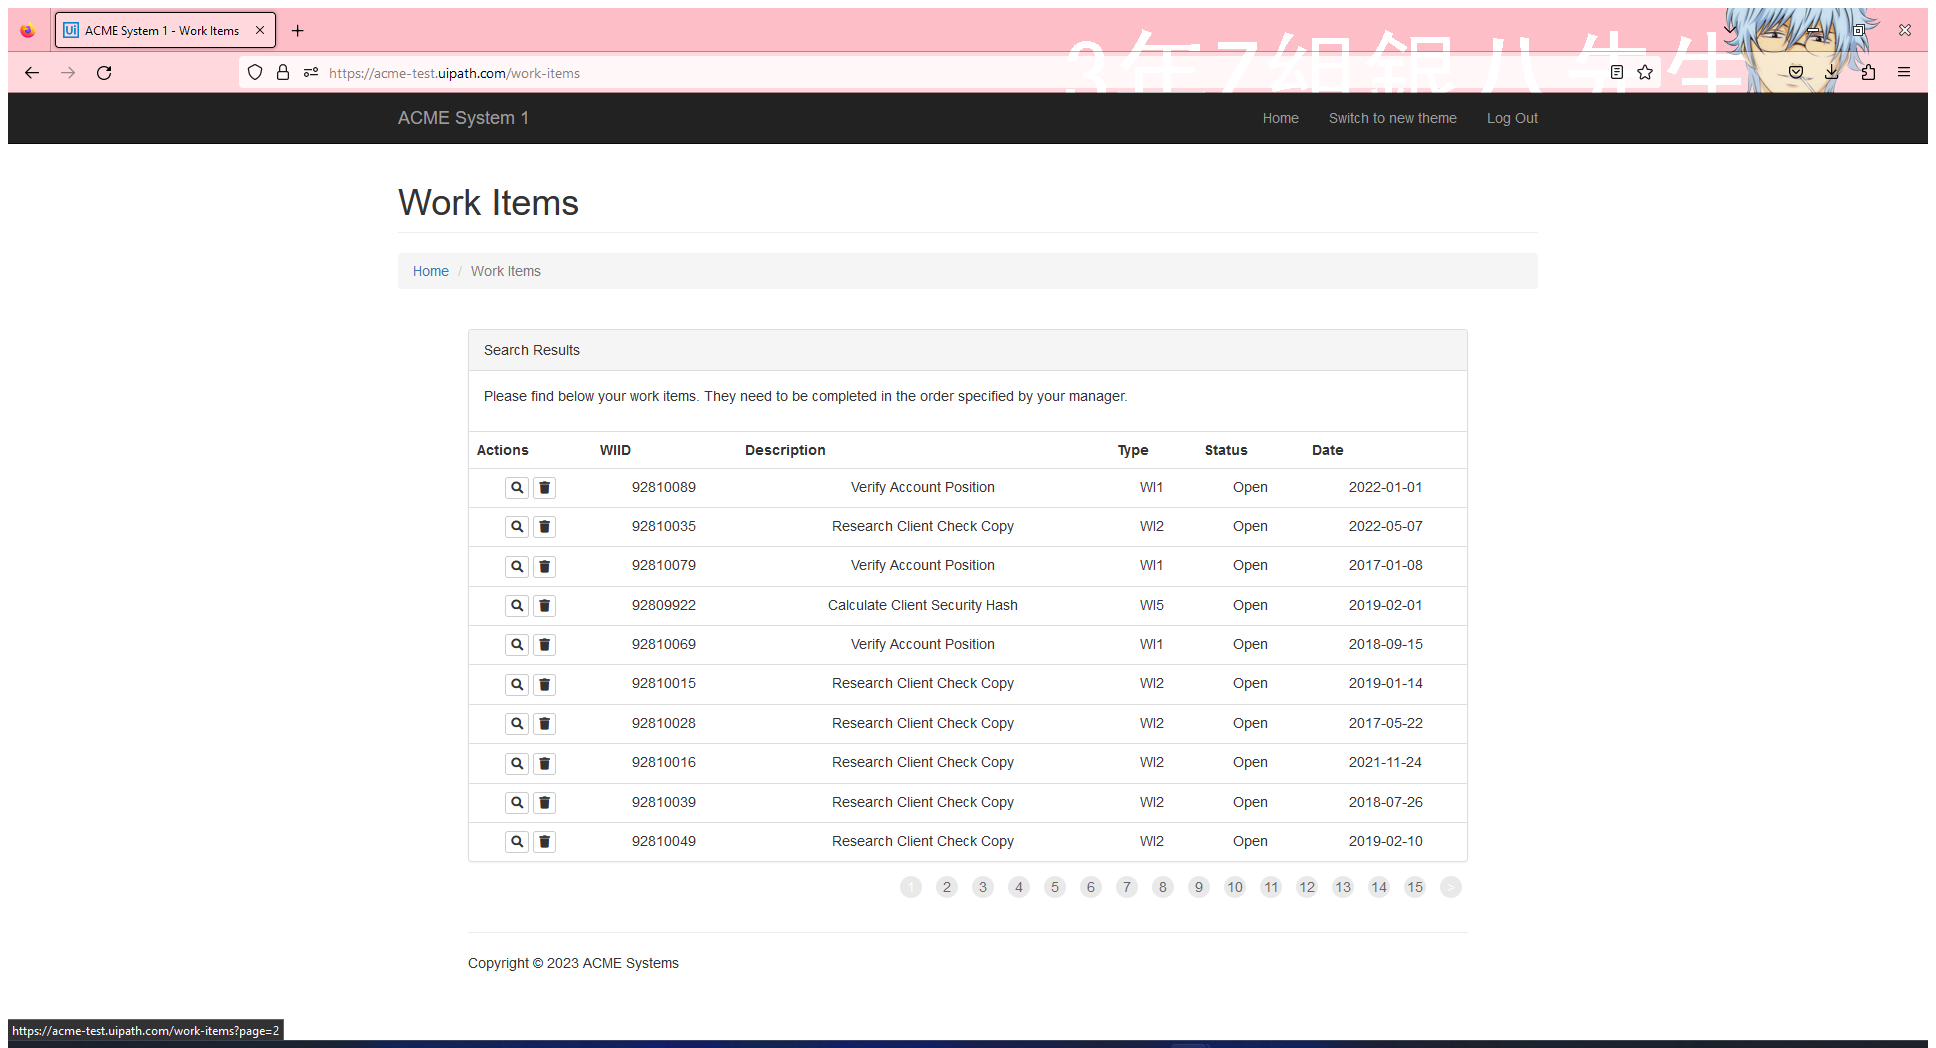 ACME System 1 - Work Items
3年Z組銀八先生
https://acme-test.uipath.com/work-items
ACME System 1 Home Switch to new theme Log Out
Work Items
Home / Work Items
Search Results
Please find below your work items. They need to be completed in the order specified by your manager.
Actions WIID Description Type Status Date
92810089 Verify Account Position WI1 Open 2022-01-01
92810035 Research Client Check Copy WI2 Open 2022-05-07
92810079 Verify Account Position WI1 Open 2017-01-08
92809922 Calculate Client Security Hash WI5 Open 2019-02-01
92810069 Verify Account Position WI1 Open 2018-09-15
92810015 Research Client Check Copy WI2 Open 2019-01-14
92810028 Research Client Check Copy WI2 Open 2017-05-22
92810016 Research Client Check Copy WI2 Open 2021-11-24
92810039 Research Client Check Copy WI2 Open 2018-07-26
92810049 Research Client Check Copy WI2 Open 2019-02-10
1 2 3 4 5 6 7 8 9 10 11 12 13 14 15 >
Copyright © 2023 ACME Systems
https://acme-test.uipath.com/work-items?page=2